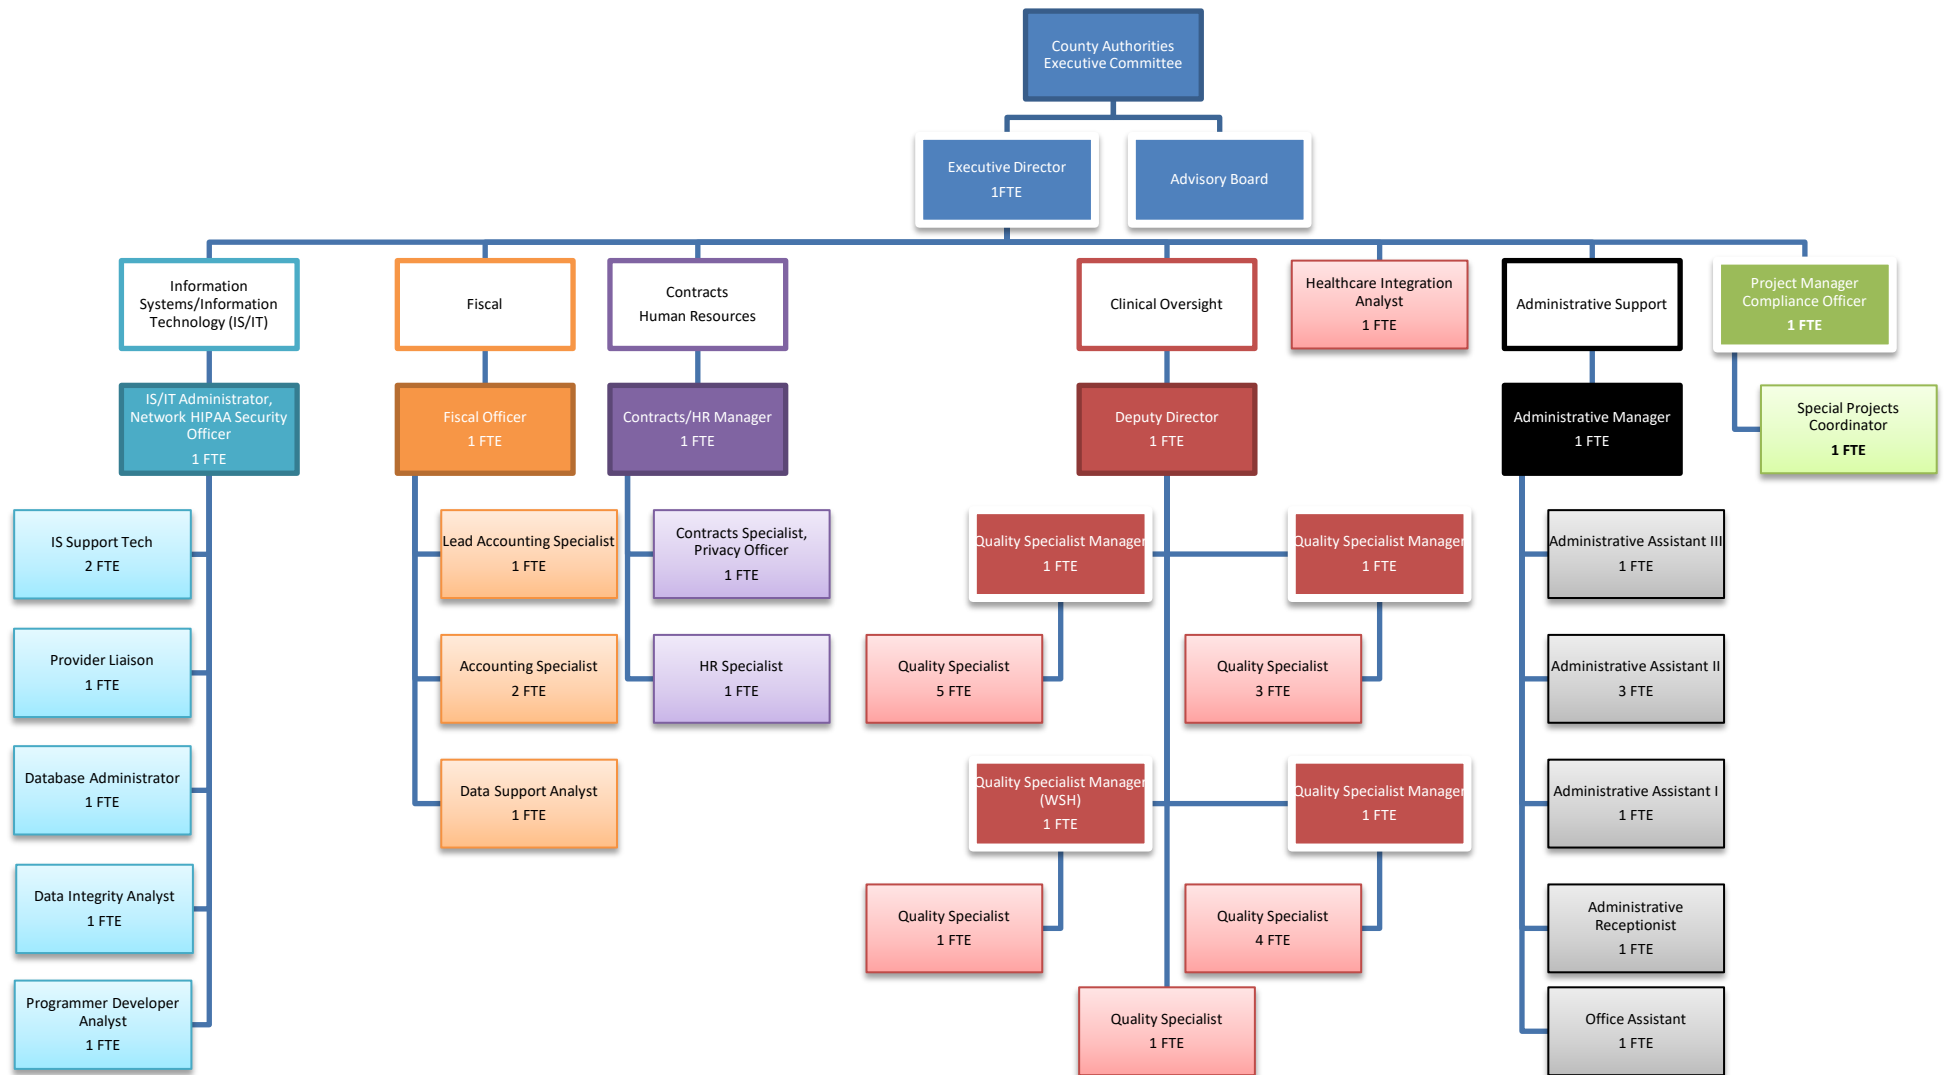 County Authorities
Executive Committee
Executive Director
1FTE
Advisory Board
Information
Systems/Information
Technology (IS/IT)
Fiscal
Contracts
Human Resources
Clinical Oversight
Healthcare Integration
Analyst
1 FTE
Administrative Support
Project Manager
Compliance Officer
1 FTE
IS/IT Administrator,
Network HIPAA Security
Officer
1 FTE
Fiscal Officer
1 FTE
Contracts/HR Manager
1 FTE
Deputy Director
1 FTE
Administrative Manager
1 FTE
Special Projects
Coordinator
1 FTE
IS Support Tech
2 FTE
Lead Accounting Specialist
1 FTE
Contracts Specialist,
Privacy Officer
1 FTE
Quality Specialist Manager
1 FTE
Quality Specialist Manager
1 FTE
Administrative Assistant III
1 FTE
Provider Liaison
1 FTE
Accounting Specialist
2 FTE
HR Specialist
1 FTE
Quality Specialist
5 FTE
Quality Specialist
3 FTE
Administrative Assistant II
3 FTE
Database Administrator
1 FTE
Data Support Analyst
1 FTE
Quality Specialist Manager
(WSH)
1 FTE
Quality Specialist Manager
1 FTE
Administrative Assistant I
1 FTE
Data Integrity Analyst
1 FTE
Quality Specialist
1 FTE
Quality Specialist
4 FTE
Administrative
Receptionist
1 FTE
Programmer Developer
Analyst
1 FTE
Quality Specialist
1 FTE
Office Assistant
1 FTE